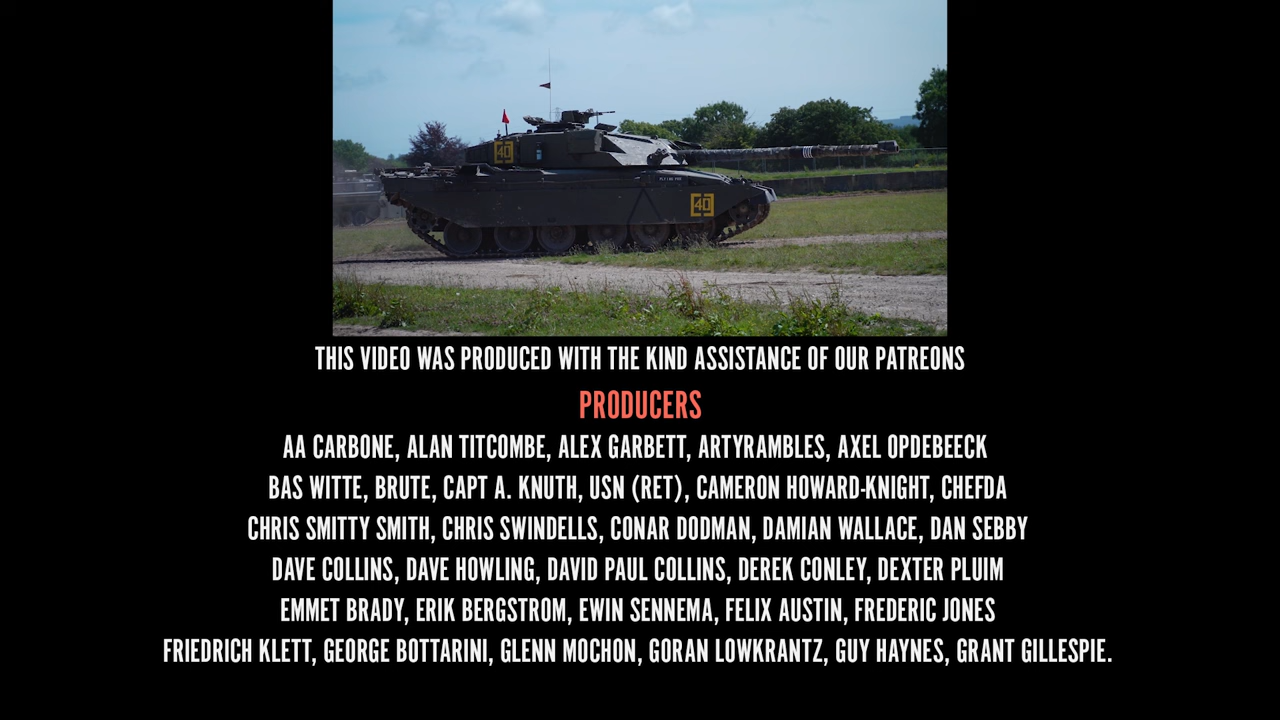 40
40
THIS VIDEO WAS PRODUCED WITH THE KIND ASSISTANCE OF OUR PATREONS
PRODUCERS
AA CARBONE, ALAN TITCOMBE, ALEX GARBETT, ARTYRAMBLES, AXEL OPDEBEECK
BAS WITTE, BRUTE, CAPT A. KNUTH, USN (RET), CAMERON HOWARD-KNIGHT, CHEFDA
CHRIS SMITTY SMITH, CHRIS SWINDELLS, CONAR DODMAN, DAMIAN WALLACE, DAN SEBBY
DAVE COLLINS, DAVE HOWLING, DAVID PAUL COLLINS, DEREK CONLEY, DEXTER PLUIM
EMMET BRADY, ERIK BERGSTROM, EWIN SENNEMA, FELIX AUSTIN, FREDERIC JONES
FRIEDRICH KLETT, GEORGE BOTTARINI, GLENN MOCHON, GORAN LOWKRANTZ, GUY HAYNES, GRANT GILLESPIE.